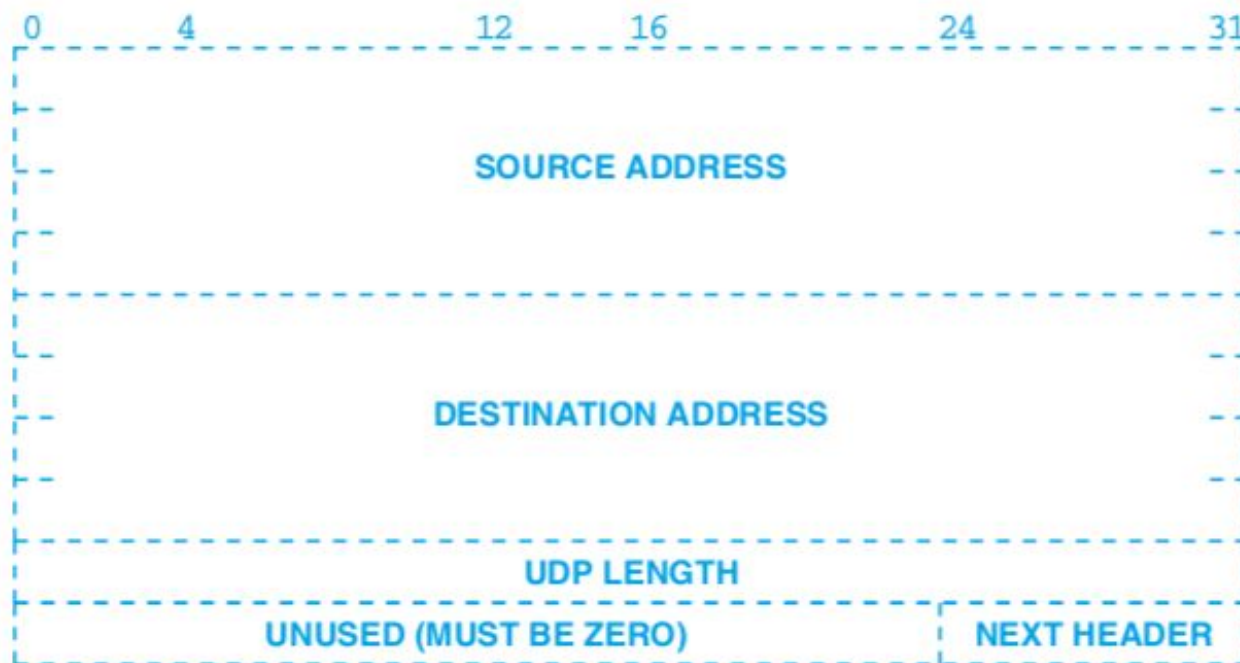 0 4 12 16 24 31
SOURCE ADDRESS
DESTINATION ADDRESS
UDP LENGTH
UNUSED (MUST BE ZERO) NEXT HEADER